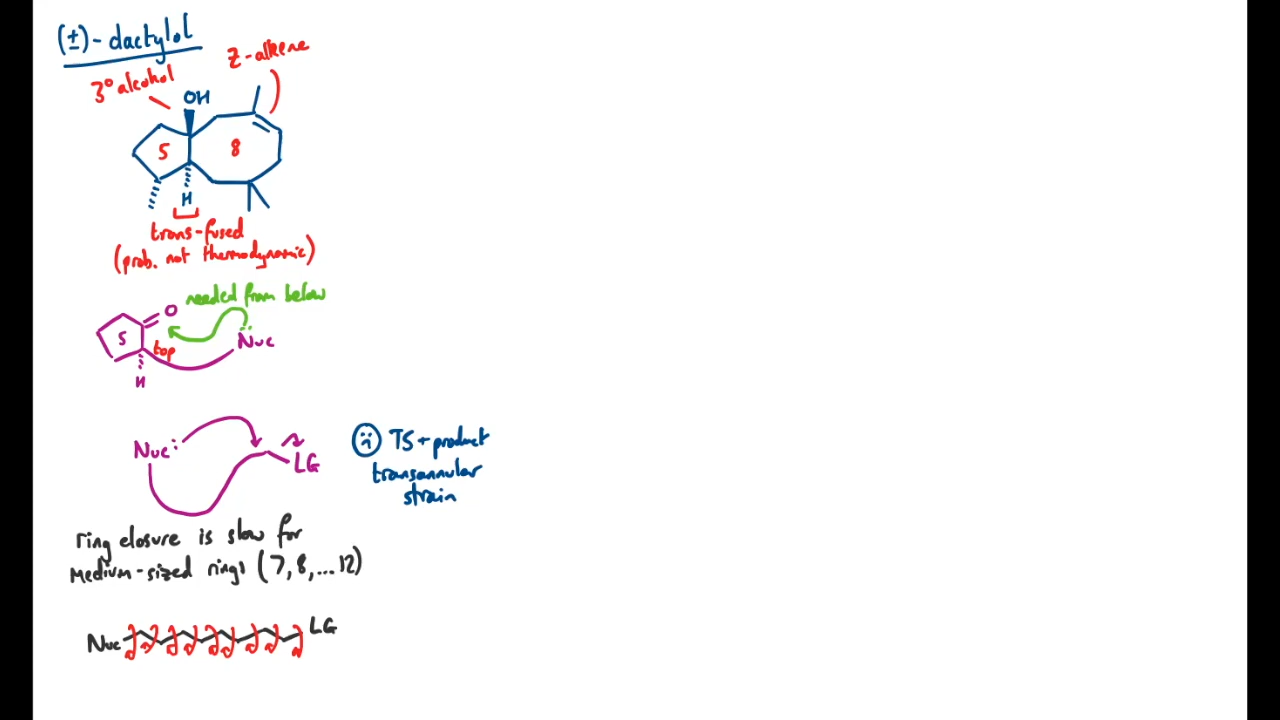 (±)-dactylol
Z-alkene
3° alcohol
OH
5
8
H
trans-fused
(prob. not thermodynamic)
needed from below
O
5
Nuc
top
H
Nuc:
LG
TS + product
transannular
strain
ring closure is slow for
medium-sized rings (7, 8, ... 12)
LG
Nuc